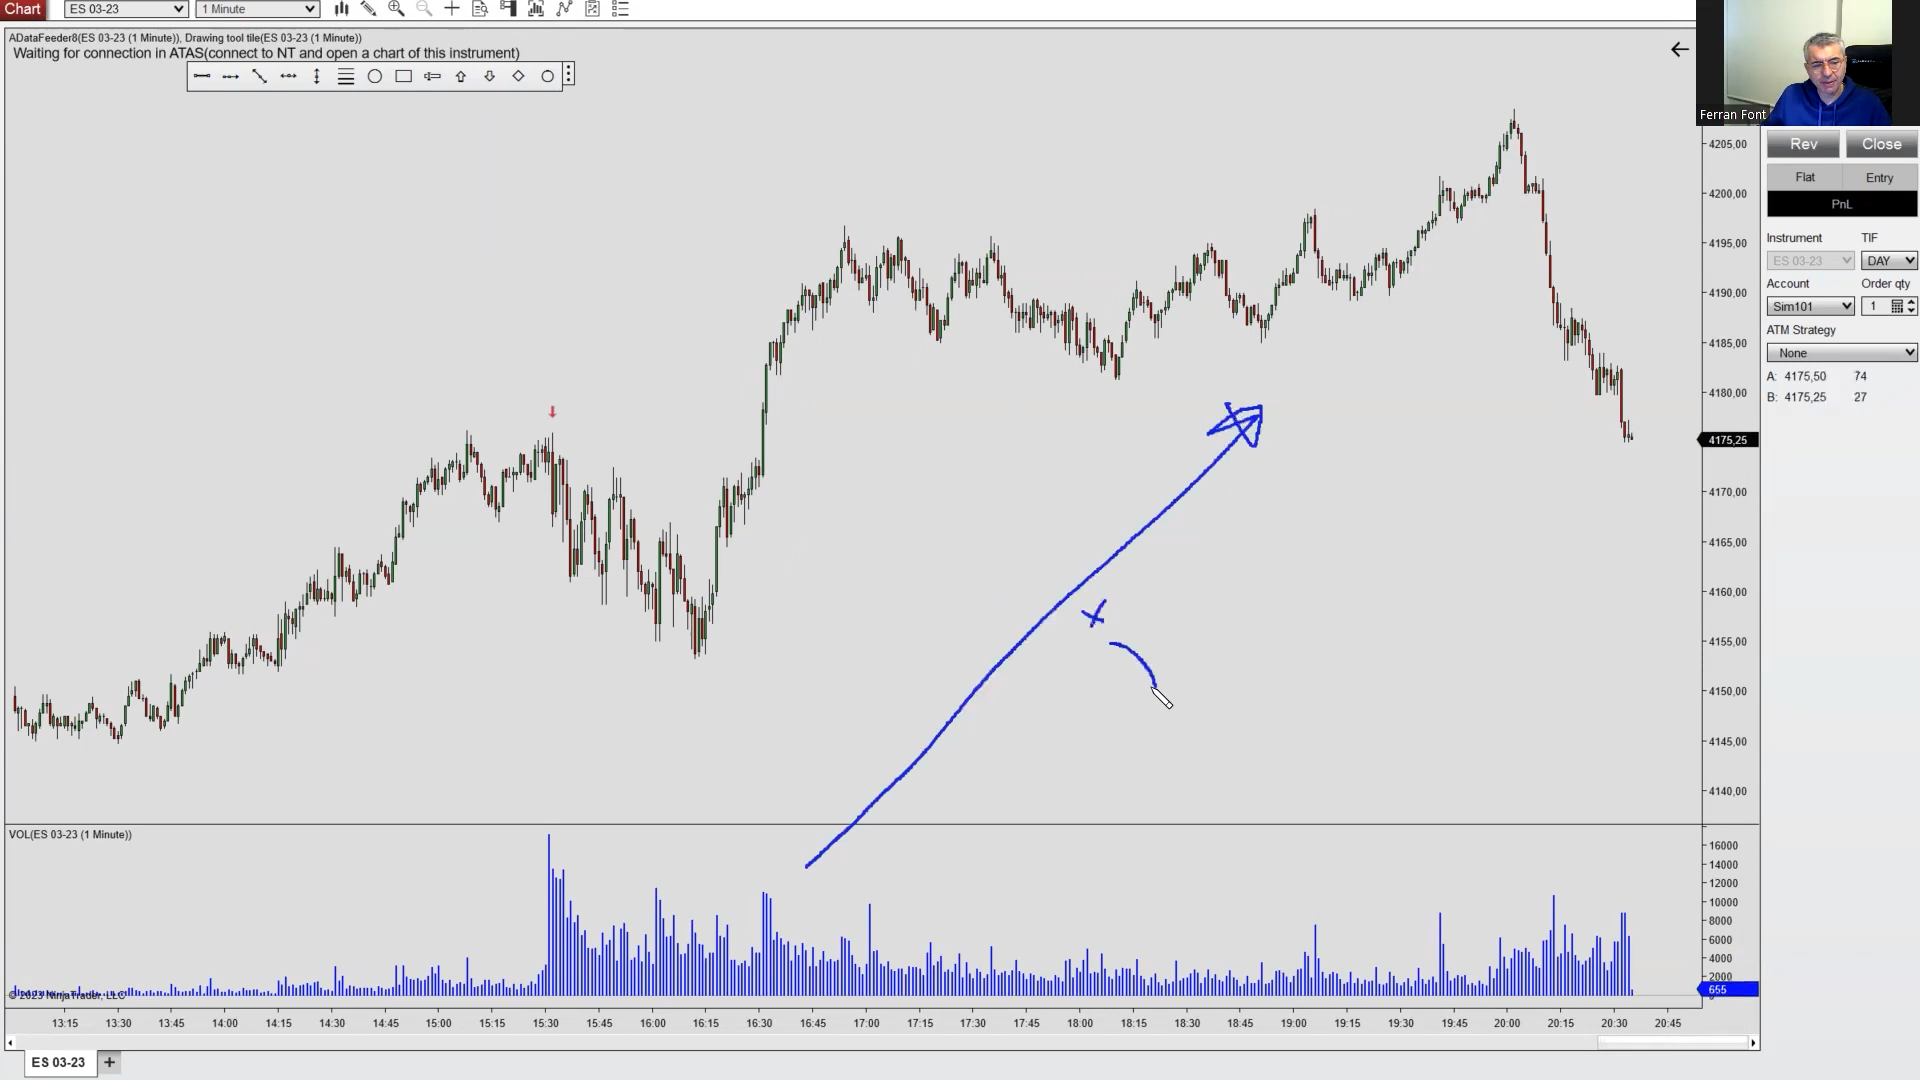 Chart ES 03-23 1 Minute
ADataFeeder8(ES 03-23 (1 Minute)), Drawing tool tile(ES 03-23 (1 Minute))
Waiting for connection in ATAS(connect to NT and open a chart of this instrument)
Ferran Font
4205,00
4200,00
4195,00
4190,00
4185,00
4180,00
4175,25
4170,00
4165,00
4160,00
4155,00
4150,00
4145,00
4140,00
Rev Close
Flat Entry
PnL
Instrument TIF
ES 03-23 DAY
Account Order qty
Sim101 1
ATM Strategy
None
A: 4175,50 74
B: 4175,25 27
VOL(ES 03-23 (1 Minute))
16000
14000
12000
10000
8000
6000
4000
2000
655
© 2023 NinjaTrader, LLC
13:15 13:30 13:45 14:00 14:15 14:30 14:45 15:00 15:15 15:30 15:45 16:00 16:15 16:30 16:45 17:00 17:15 17:30 17:45 18:00 18:15 18:30 18:45 19:00 19:15 19:30 19:45 20:00 20:15 20:30 20:45
ES 03-23 +